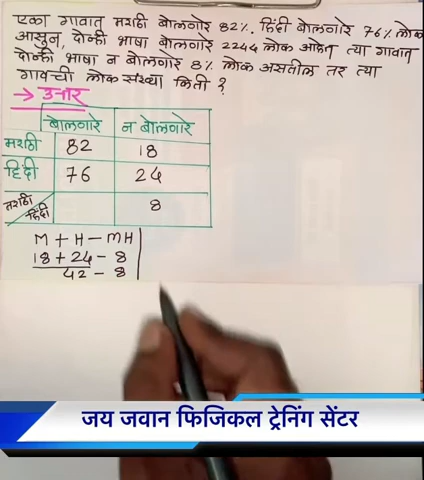 एका गावात मराठी बोलणारे 82%. हिंदी बोलणारे 76% लोक
आसुन, दोन्ही भाषा बोलणारे 2244 लोक आहेत त्या गावात
दोन्ही भाषा न बोलणारे 8% लोक असतील तर त्या
गावची लोक संख्या किती ?
→ उत्तर
बोलणारे न बोलणारे
मराठी 82 18
हिंदी 76 24
मराठी/हिंदी 8
M + H - MH
18 + 24 - 8
42 - 8
जय जवान फिजिकल ट्रेनिंग सेंटर